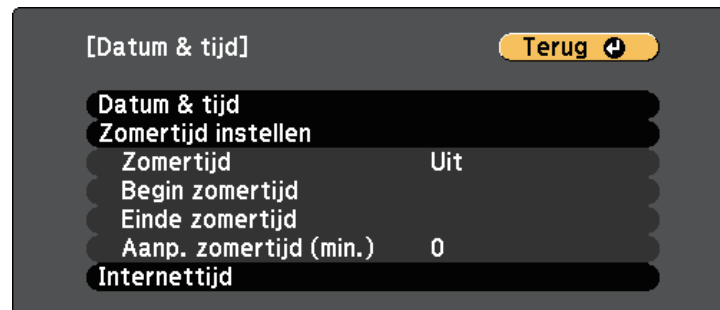 [Datum & tijd] Terug
Datum & tijd
Zomertijd instellen
Zomertijd Uit
Begin zomertijd
Einde zomertijd
Aanp. zomertijd (min.) 0
Internettijd